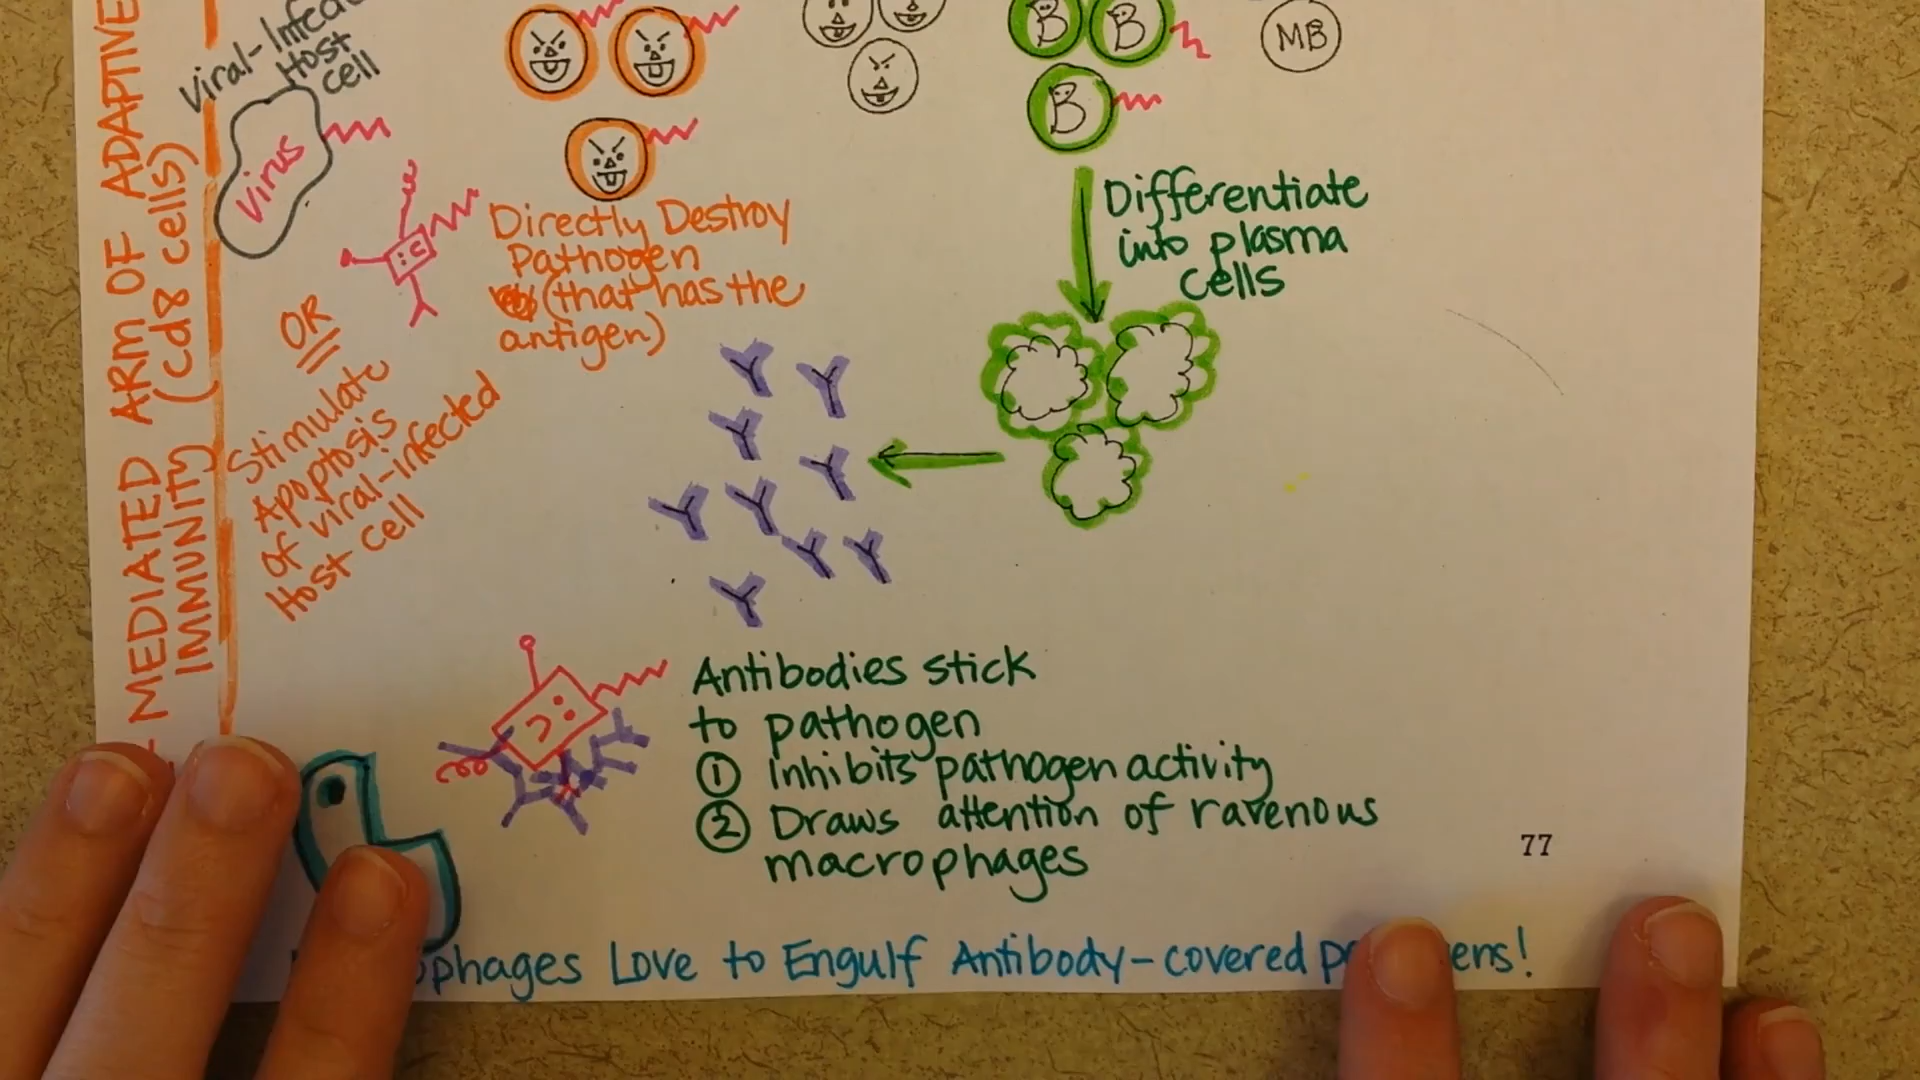 MEDIATED ARM OF ADAPTIVE
IMMUNITY (cd8 cells)
Viral-Infec
Host
cell
Virus
B
B
B
MB
Directly Destroy
Pathogen
(that has the
antigen)
OR
Stimulate
Apoptosis
of viral-infected
Host cell
Differentiate
into plasma
cells
Antibodies stick
to pathogen
① Inhibits pathogen activity
② Draws attention of ravenous
macrophages
77
ophages Love to Engulf Antibody-covered p ens!